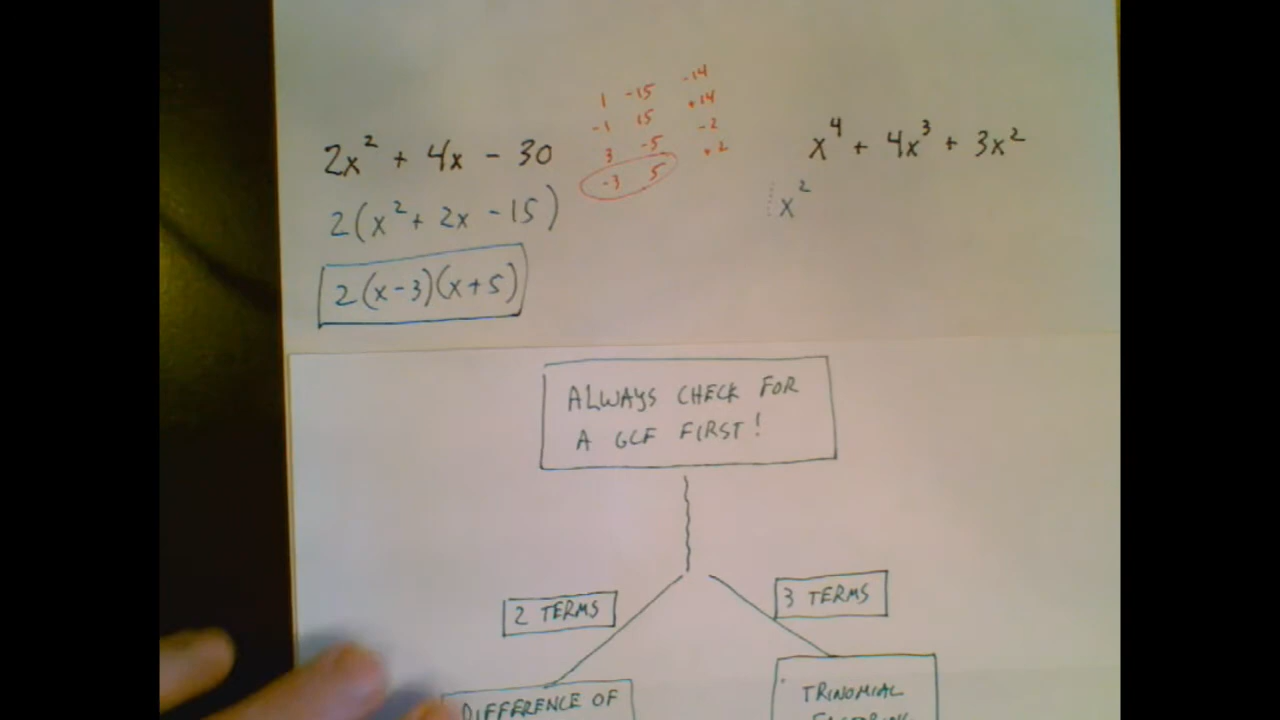 2x² + 4x - 30
2(x² + 2x - 15)
2(x-3)(x+5)
1 -15 -14
-1 15 +14
3 -5 -2
-3 5 +2
x⁴ + 4x³ + 3x²
x²
ALWAYS CHECK FOR
A GCF FIRST!
2 TERMS
3 TERMS
DIFFERENCE OF
TRINOMIAL
FACTORING